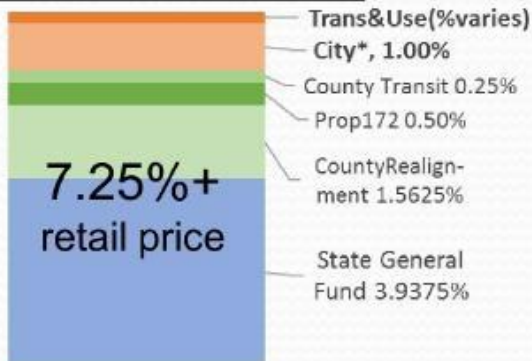 Trans&Use(%varies)
City*, 1.00%
County Transit 0.25%
Prop172 0.50%
CountyRealign-
ment 1.5625%
7.25%+
retail price
State General
Fund 3.9375%